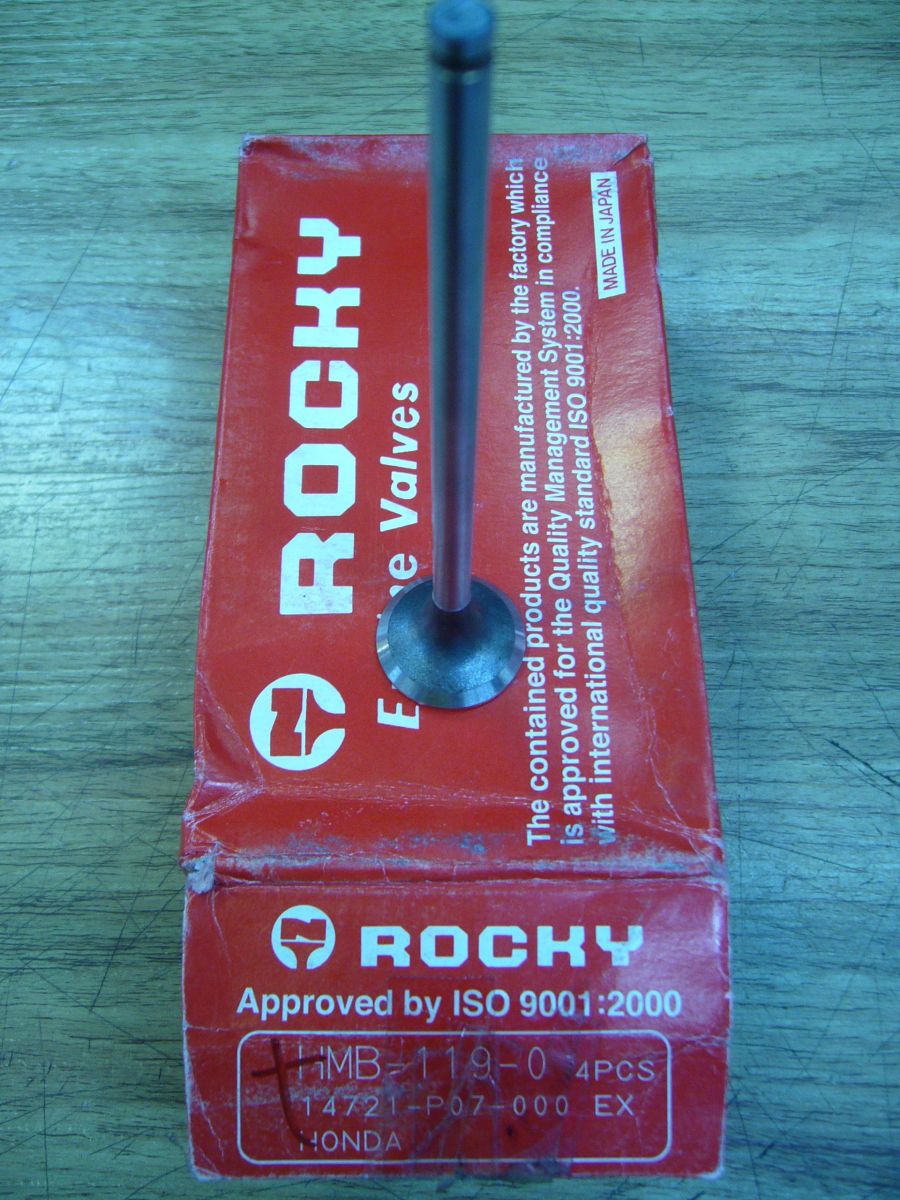 ROCKY
Valves
The contained products are manufactured by the factory which
is approved for the Quality Management System in compliance
with international quality standard ISO 9001:2000.
MADE IN JAPAN
ROCKY
Approved by ISO 9001:2000
HMB-119-0 4PCS
14721-P07-000 EX
HONDA